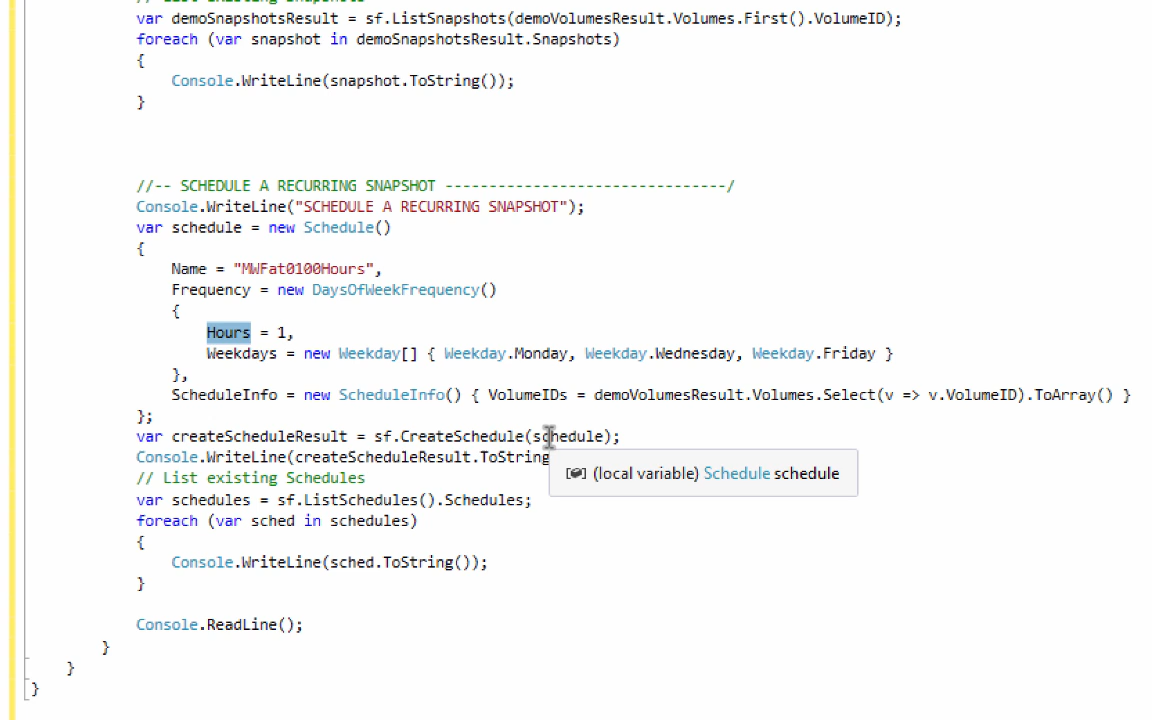 // List existing Snapshots
var demoSnapshotsResult = sf.ListSnapshots(demoVolumesResult.Volumes.First().VolumeID);
foreach (var snapshot in demoSnapshotsResult.Snapshots)
{
Console.WriteLine(snapshot.ToString());
}
//-- SCHEDULE A RECURRING SNAPSHOT --------------------------------/
Console.WriteLine("SCHEDULE A RECURRING SNAPSHOT");
var schedule = new Schedule()
{
Name = "MWFat0100Hours",
Frequency = new DaysOfWeekFrequency()
{
Hours = 1,
Weekdays = new Weekday[] { Weekday.Monday, Weekday.Wednesday, Weekday.Friday }
},
ScheduleInfo = new ScheduleInfo() { VolumeIDs = demoVolumesResult.Volumes.Select(v => v.VolumeID).ToArray() }
};
var createScheduleResult = sf.CreateSchedule(schedule);
Console.WriteLine(createScheduleResult.ToString
(local variable) Schedule schedule
// List existing Schedules
var schedules = sf.ListSchedules().Schedules;
foreach (var sched in schedules)
{
Console.WriteLine(sched.ToString());
}
Console.ReadLine();
}
}
}